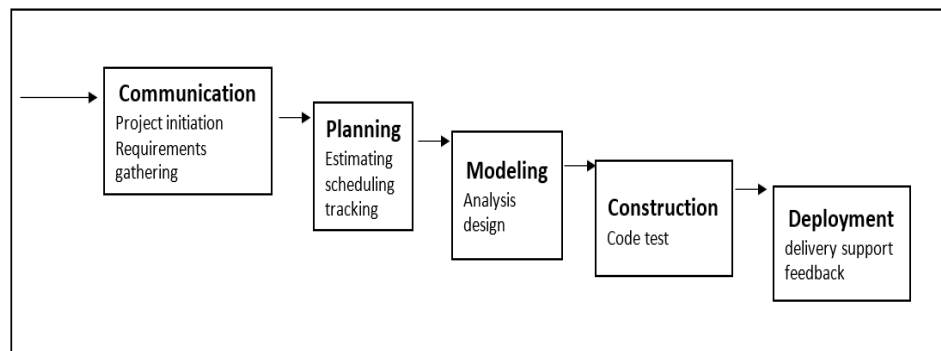 Communication
Project initiation
Requirements
gathering
Planning
Estimating
scheduling
tracking
Modeling
Analysis
design
Construction
Code test
Deployment
delivery support
feedback